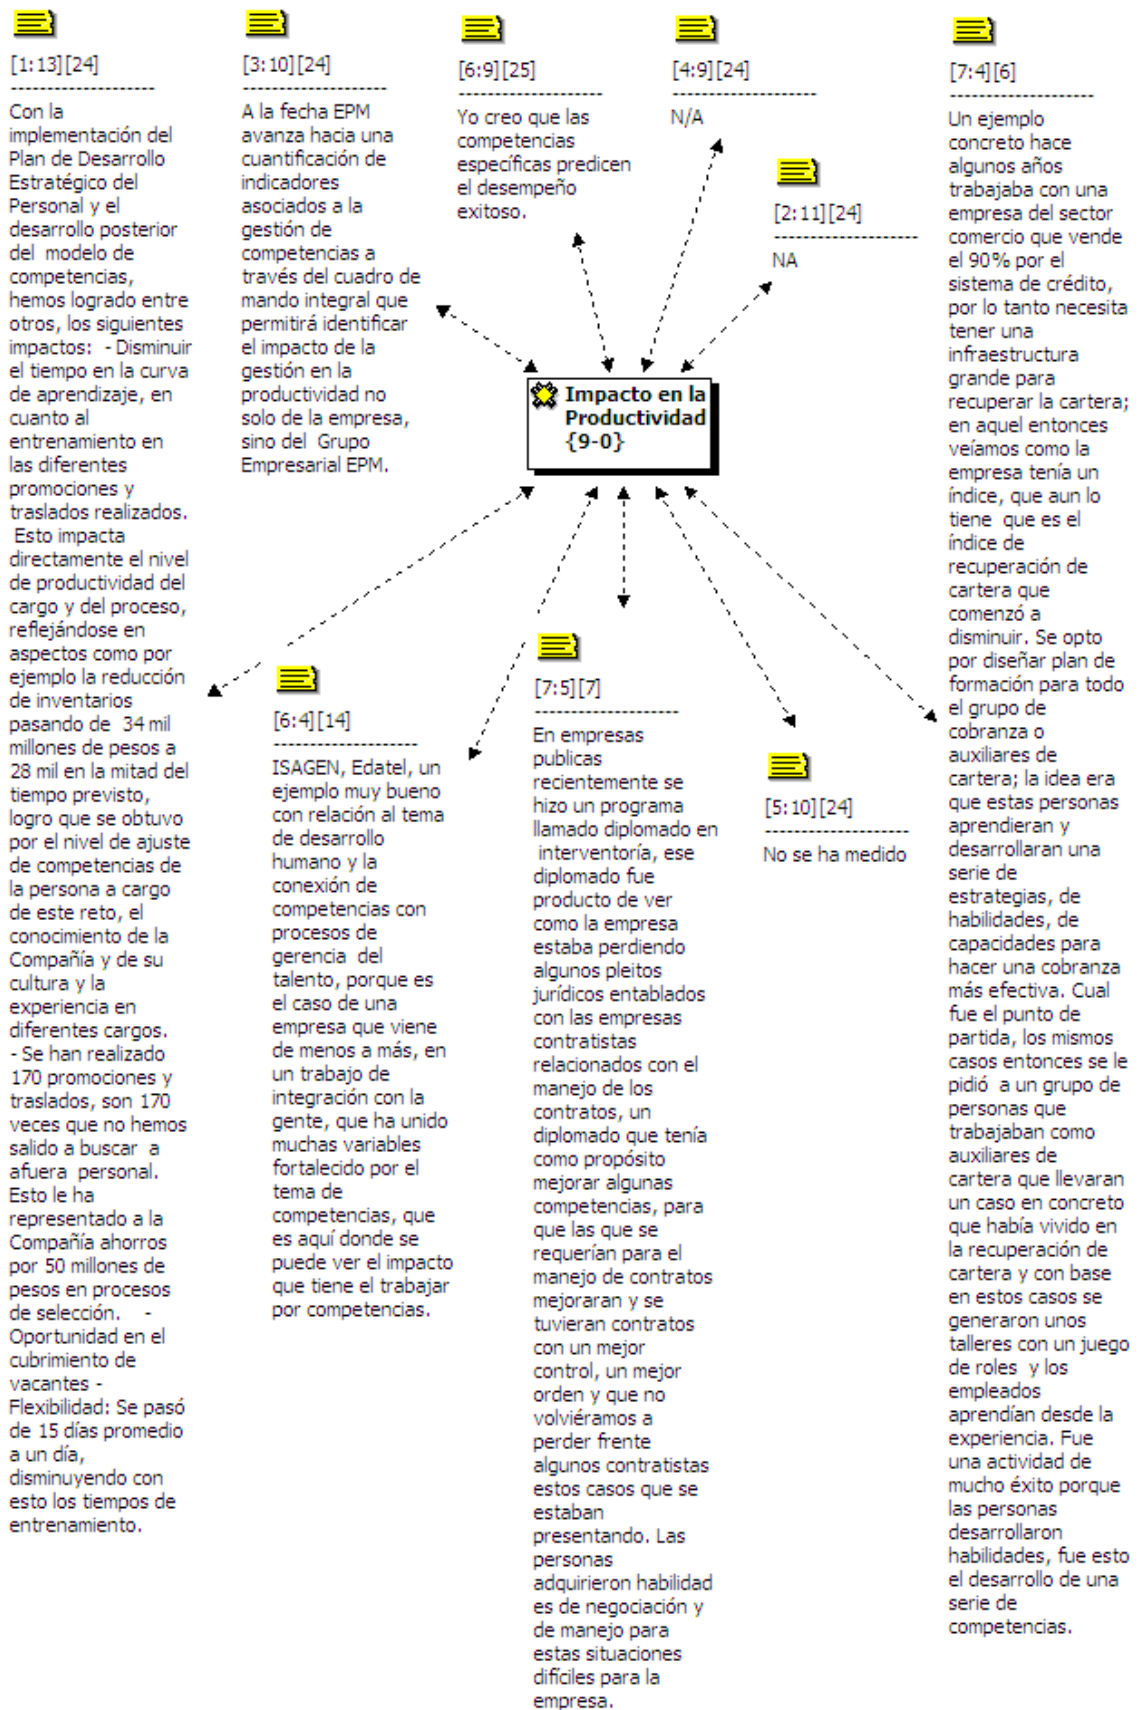 [1:13][24]
--------------------
Con la
implementación del
Plan de Desarrollo
Estratégico del
Personal y el
desarrollo posterior
del  modelo de
competencias,
hemos logrado entre
otros, los siguientes
impactos:  - Disminuir
el tiempo en la curva
de aprendizaje, en
cuanto al
entrenamiento en
las diferentes
promociones y
traslados realizados.
Esto impacta
directamente el nivel
de productividad del
cargo y del proceso,
reflejándose en
aspectos como por
ejemplo la reducción
de inventarios
pasando de  34 mil
millones de pesos a
28 mil en la mitad del
tiempo previsto,
logro que se obtuvo
por el nivel de ajuste
de competencias de
la persona a cargo
de este reto, el
conocimiento de la
Compañía y de su
cultura y la
experiencia en
diferentes cargos.
- Se han realizado
170 promociones y
traslados, son 170
veces que no hemos
salido a buscar  a
afuera  personal.
Esto le ha
representado a la
Compañía ahorros
por 50 millones de
pesos en procesos
de selección.   -
Oportunidad en el
cubrimiento de
vacantes -
Flexibilidad: Se pasó
de 15 días promedio
a un día,
disminuyendo con
esto los tiempos de
entrenamiento.
[3:10][24]
--------------------
A la fecha EPM
avanza hacia una
cuantificación de
indicadores
asociados a la
gestión de
competencias a
través del cuadro de
mando integral que
permitirá identificar
el impacto de la
gestión en la
productividad no
solo de la empresa,
sino del  Grupo
Empresarial EPM.
[6:9][25]
--------------------
Yo creo que las
competencias
específicas predicen
el desempeño
exitoso.
[4:9][24]
--------------------
N/A
[2:11][24]
--------------------
NA
[7:4][6]
--------------------
Un ejemplo
concreto hace
algunos años
trabajaba con una
empresa del sector
comercio que vende
el 90% por el
sistema de crédito,
por lo tanto necesita
tener una
infraestructura
grande para
recuperar la cartera;
en aquel entonces
veíamos como la
empresa tenía un
índice, que aun lo
tiene  que es el
índice de
recuperación de
cartera que
comenzó a
disminuir. Se opto
por diseñar plan de
formación para todo
el grupo de
cobranza o
auxiliares de
cartera; la idea era
que estas personas
aprendieran y
desarrollaran una
serie de
estrategias, de
habilidades, de
capacidades para
hacer una cobranza
más efectiva. Cual
fue el punto de
partida, los mismos
casos entonces se le
pidió  a un grupo de
personas que
trabajaban como
auxiliares de
cartera que llevaran
un caso en concreto
que había vivido en
la recuperación de
cartera y con base
en estos casos se
generaron unos
talleres con un juego
de roles  y los
empleados
aprendían desde la
experiencia. Fue
una actividad de
mucho éxito porque
las personas
desarrollaron
habilidades, fue esto
el desarrollo de una
serie de
competencias.
Impacto en la
Productividad
{9-0}
[6:4][14]
--------------------
ISAGEN, Edatel, un
ejemplo muy bueno
con relación al tema
de desarrollo
humano y la
conexión de
competencias con
procesos de
gerencia  del
talento, porque es
el caso de una
empresa que viene
de menos a más, en
un trabajo de
integración con la
gente, que ha unido
muchas variables
fortalecido por el
tema de
competencias, que
es aquí donde se
puede ver el impacto
que tiene el trabajar
por competencias.
[7:5][7]
--------------------
En empresas
publicas
recientemente se
hizo un programa
llamado diplomado en
interventoría, ese
diplomado fue
producto de ver
como la empresa
estaba perdiendo
algunos pleitos
jurídicos entablados
con las empresas
contratistas
relacionados con el
manejo de los
contratos, un
diplomado que tenía
como propósito
mejorar algunas
competencias, para
que las que se
requerían para el
manejo de contratos
mejoraran y se
tuvieran contratos
con un mejor
control, un mejor
orden y que no
volviéramos a
perder frente
algunos contratistas
estos casos que se
estaban
presentando. Las
personas
adquirieron habilidad
es de negociación y
de manejo para
estas situaciones
difíciles para la
empresa.
[5:10][24]
--------------------
No se ha medido